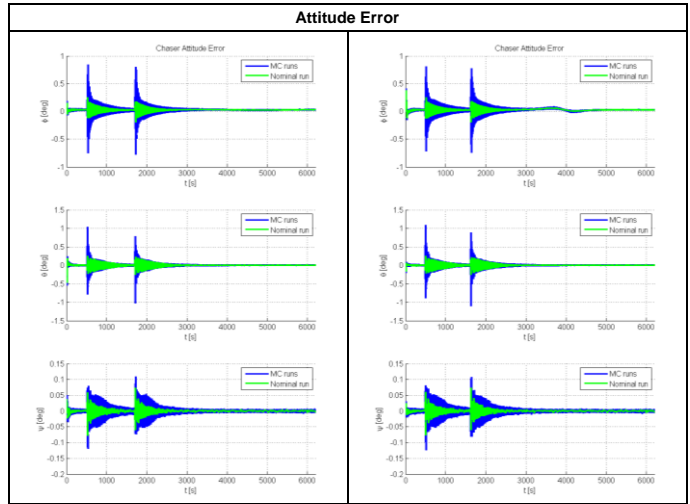 Attitude Error
Chaser Attitude Error
1
0.5
0
-0.5
-1
ϕ [deg]
MC runs
Nominal run
0 1000 2000 3000 4000 5000 6000
t [s]
1.5
1
0.5
0
-0.5
-1
-1.5
θ [deg]
MC runs
Nominal run
0 1000 2000 3000 4000 5000 6000
t [s]
0.15
0.1
0.05
0
-0.05
-0.1
-0.15
-0.2
ψ [deg]
MC runs
Nominal run
0 1000 2000 3000 4000 5000 6000
t [s]
Chaser Attitude Error
1
0.5
0
-0.5
-1
ϕ [deg]
MC runs
Nominal run
0 1000 2000 3000 4000 5000 6000
t [s]
1.5
1
0.5
0
-0.5
-1
-1.5
θ [deg]
MC runs
Nominal run
0 1000 2000 3000 4000 5000 6000
t [s]
0.15
0.1
0.05
0
-0.05
-0.1
-0.15
-0.2
ψ [deg]
MC runs
Nominal run
0 1000 2000 3000 4000 5000 6000
t [s]